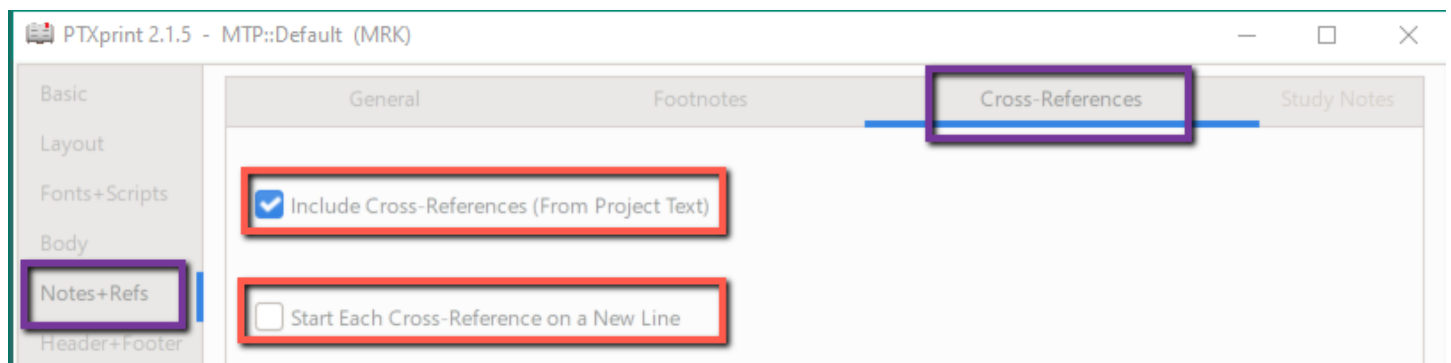 PTXprint 2.1.5 - MTP::Default (MRK)
Basic
Layout
Fonts+Scripts
Body
Notes+Refs
Header+Footer
General Footnotes Cross-References Study Notes
Include Cross-References (From Project Text)
Start Each Cross-Reference on a New Line